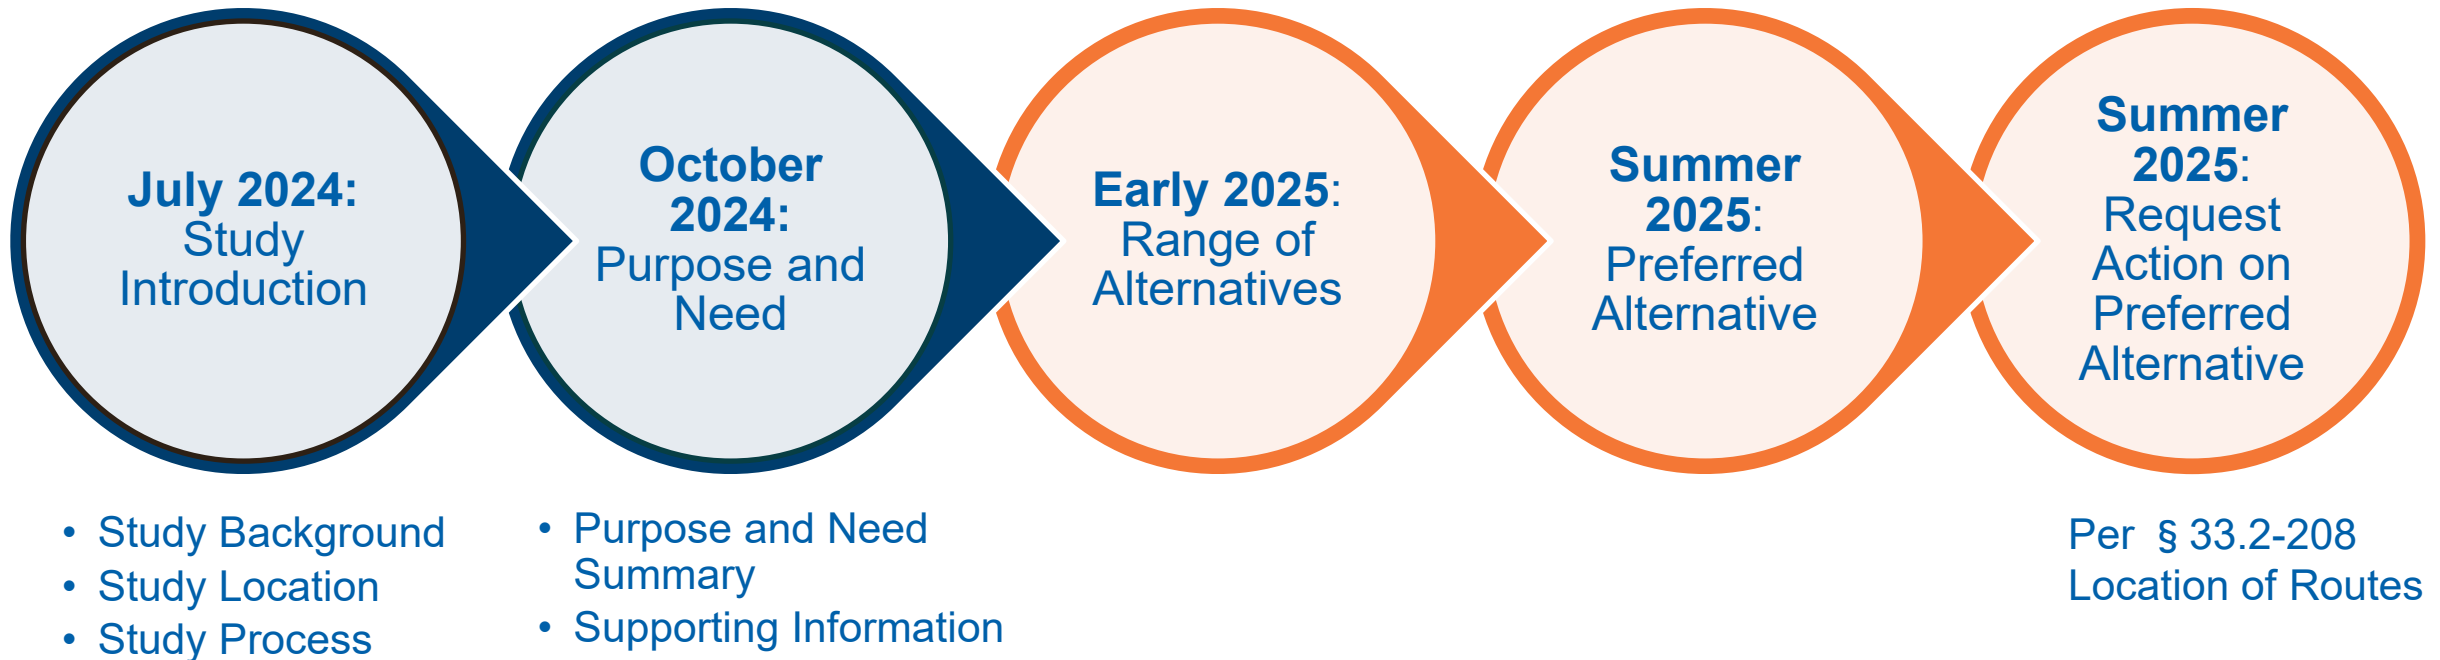 July 2024:
Study
Introduction
October
2024:
Purpose and
Need
Early 2025:
Range of
Alternatives
Summer
2025:
Preferred
Alternative
Summer
2025:
Request
Action on
Preferred
Alternative
• Study Background
• Study Location
• Study Process
• Purpose and Need
Summary
• Supporting Information
Per § 33.2-208
Location of Routes